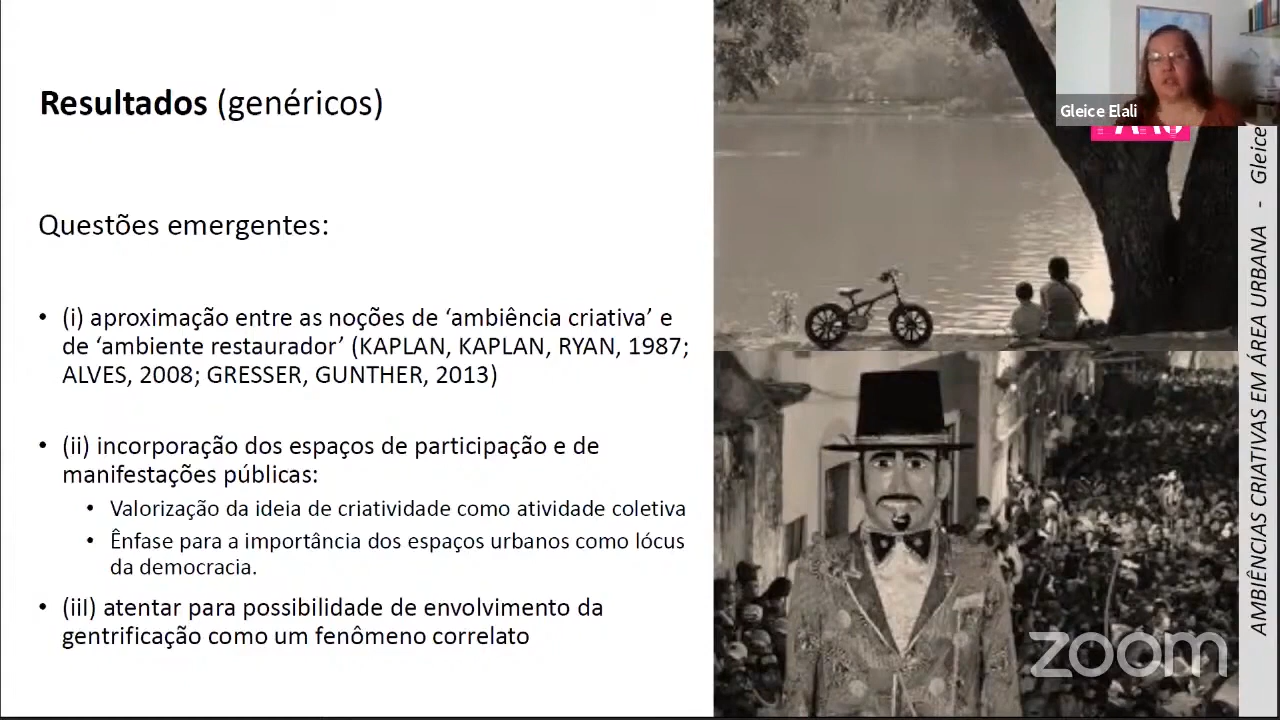 Resultados (genéricos)
Questões emergentes:
• (i) aproximação entre as noções de ‘ambiência criativa’ e
de ‘ambiente restaurador’ (KAPLAN, KAPLAN, RYAN, 1987;
ALVES, 2008; GRESSER, GUNTHER, 2013)
• (ii) incorporação dos espaços de participação e de
manifestações públicas:
• Valorização da ideia de criatividade como atividade coletiva
• Ênfase para a importância dos espaços urbanos como lócus
da democracia.
• (iiI) atentar para possibilidade de envolvimento da
gentrificação como um fenômeno correlato
Gleice Elali
AMBIÊNCIAS CRIATIVAS EM ÁREA URBANA - Gleice
zoom